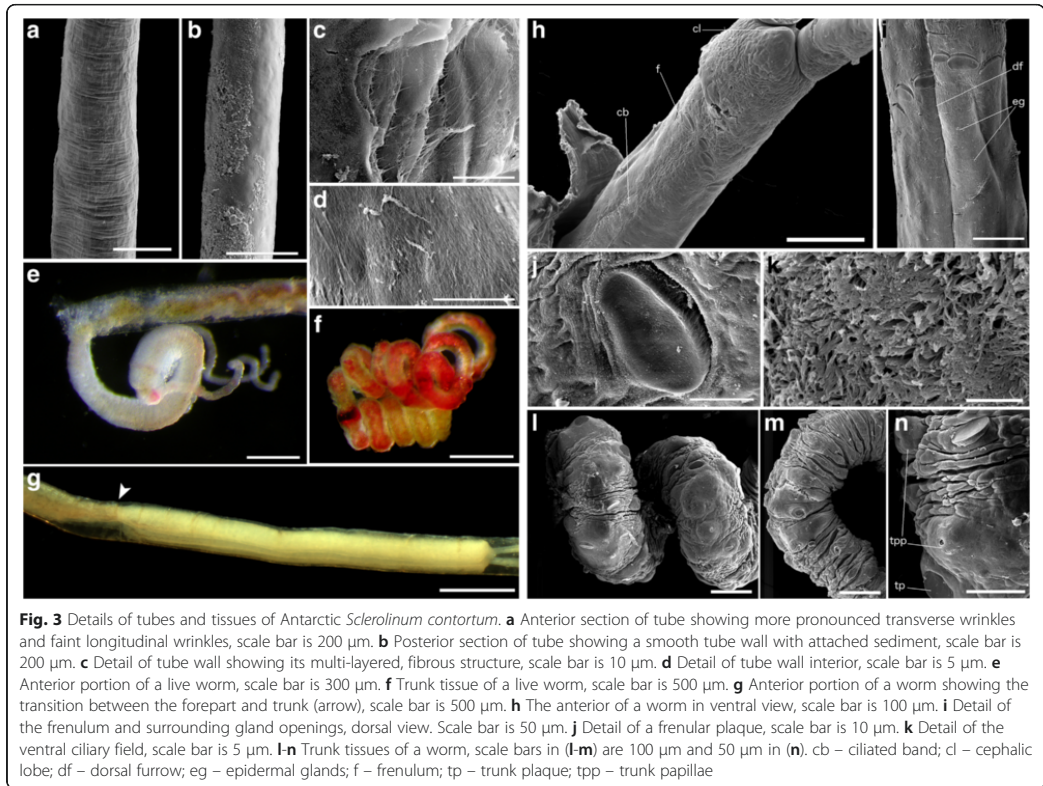 a
b
c
d
e
f
g
h
cl
f
cb
i
df
eg
j
k
l
m
n
tpp
tp
Fig. 3 Details of tubes and tissues of Antarctic Sclerolinum contortum. a Anterior section of tube showing more pronounced transverse wrinkles
and faint longitudinal wrinkles, scale bar is 200 μm. b Posterior section of tube showing a smooth tube wall with attached sediment, scale bar is
200 μm. c Detail of tube wall showing its multi-layered, fibrous structure, scale bar is 10 μm. d Detail of tube wall interior, scale bar is 5 μm. e
Anterior portion of a live worm, scale bar is 300 μm. f Trunk tissue of a live worm, scale bar is 500 μm. g Anterior portion of a worm showing the
transition between the forepart and trunk (arrow), scale bar is 500 μm. h The anterior of a worm in ventral view, scale bar is 100 μm. i Detail of
the frenulum and surrounding gland openings, dorsal view. Scale bar is 50 μm. j Detail of a frenular plaque, scale bar is 10 μm. k Detail of the
ventral ciliary field, scale bar is 5 μm. l-n Trunk tissues of a worm, scale bars in (l-m) are 100 μm and 50 μm in (n). cb – ciliated band; cl – cephalic
lobe; df – dorsal furrow; eg – epidermal glands; f – frenulum; tp – trunk plaque; tpp – trunk papillae